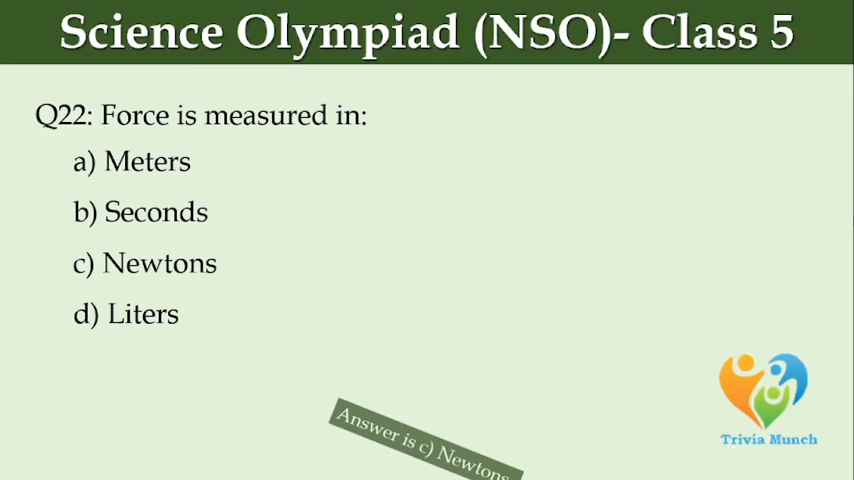 Science Olympiad (NSO)- Class 5
Q22: Force is measured in:
a) Meters
b) Seconds
c) Newtons
d) Liters
Answer is c) Newtons
Trivia Munch